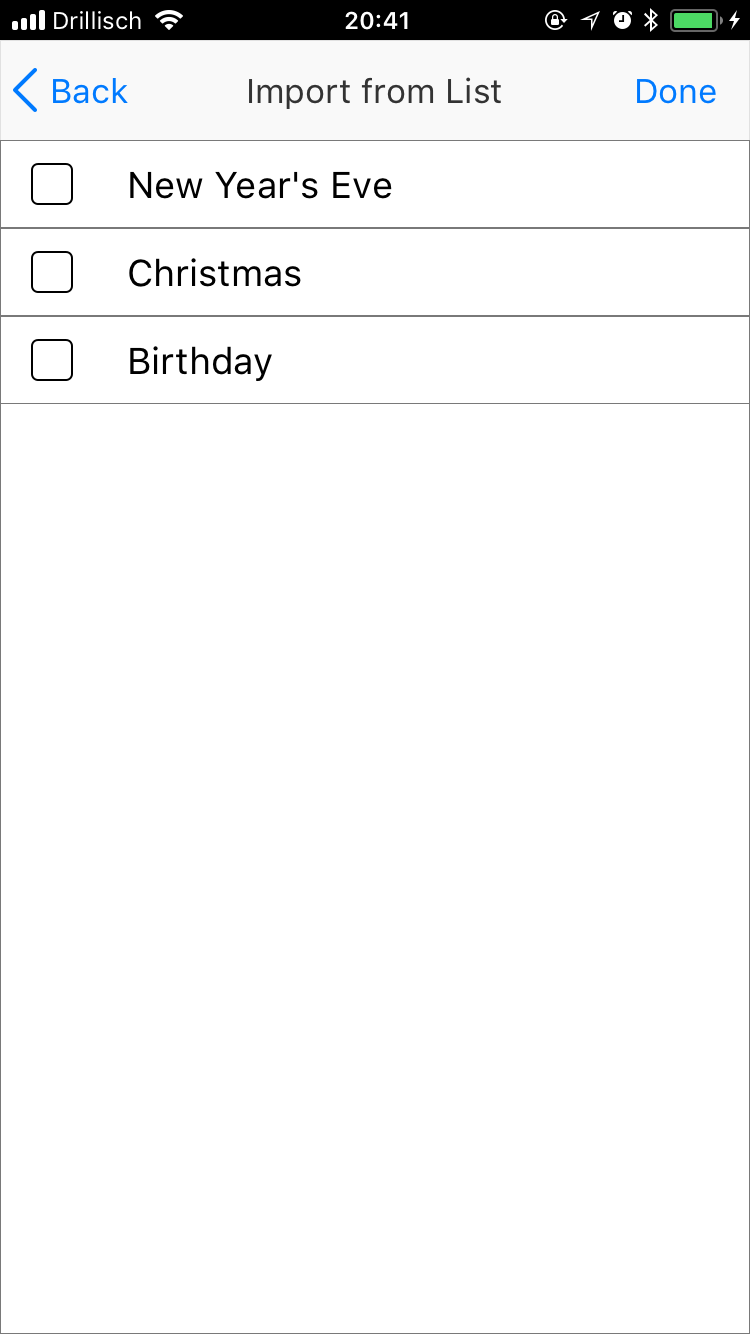 Drillisch 20:41
Back Import from List Done
New Year's Eve
Christmas
Birthday